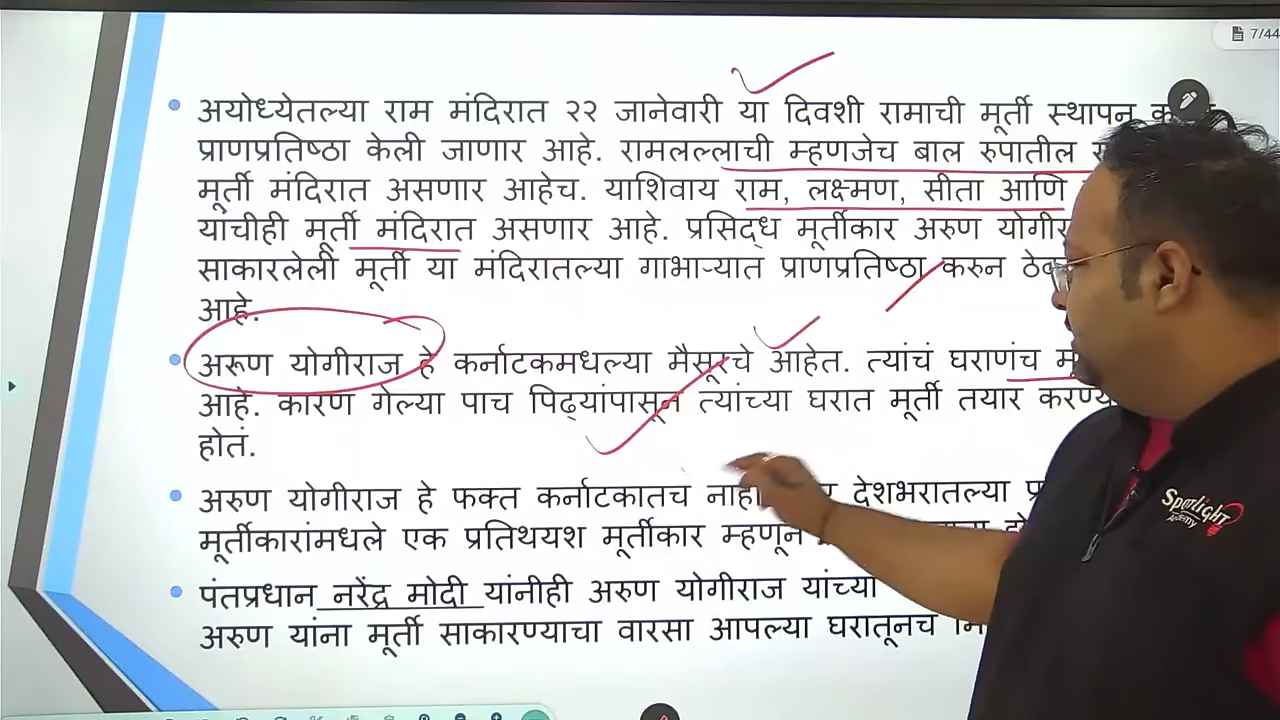 7/44
अयोध्येतल्या राम मंदिरात २२ जानेवारी या दिवशी रामाची मूर्ती स्थापन
प्राणप्रतिष्ठा केली जाणार आहे. रामलल्लाची म्हणजेच बाल रुपातील
मूर्ती मंदिरात असणार आहेच. याशिवाय राम, लक्ष्मण, सीता आणि
यांचीही मूर्ती मंदिरात असणार आहे. प्रसिद्ध मूर्तीकार अरुण
साकारलेली मूर्ती या मंदिरातल्या गाभाऱ्यात प्राणप्रतिष्ठा करुन
आहे.
अरूण योगीराज हे कर्नाटकमधल्या मैसूरचे आहेत. त्यांचं घराणंच
आहे. कारण गेल्या पाच पिढ्यांपासून त्यांच्या घरात मूर्ती तयार
होतं.
अरुण योगीराज हे फक्त कर्नाटकातच देशभरातल्या
मूर्तीकारांमधले एक प्रतिथयश मूर्तीकार म्हणून
पंतप्रधान नरेंद्र मोदी यांनीही अरुण योगीराज यांच्या
अरुण यांना मूर्ती साकारण्याचा वारसा आपल्या घरातूनच
Spotlight
Academy